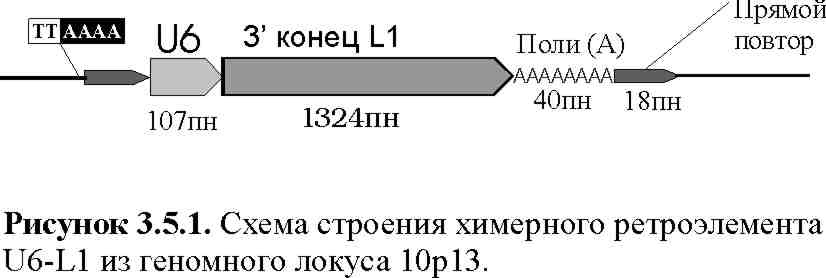 Прямой
повтор
TTAAAA
U6
3’ конец L1
Поли (А)
AAAAAAAAA
107пн
1324пн
40пн
18пн
Рисунок 3.5.1. Схема строения химерного ретроэлемента
U6-L1 из геномного локуса 10p13.